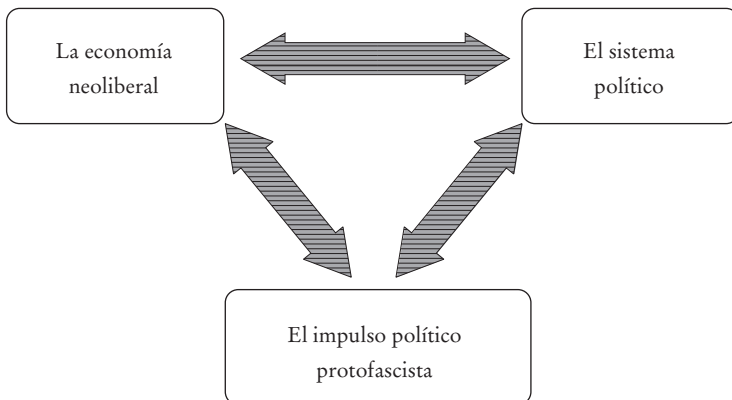 La economía
neoliberal
El sistema
político
El impulso político
protofascista